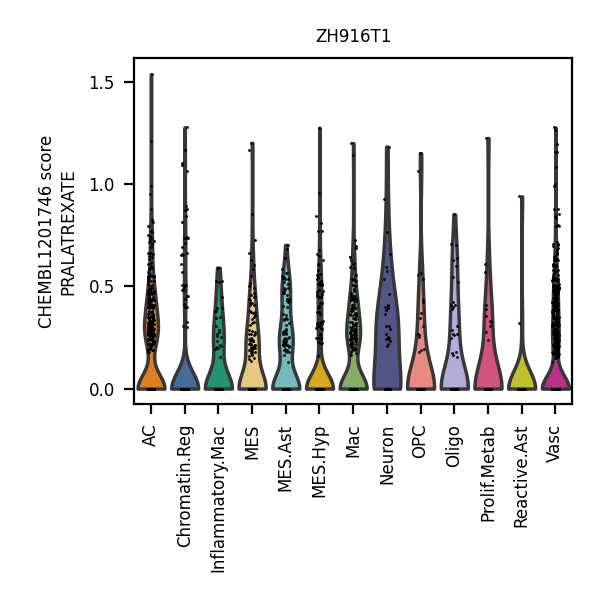 ZH916T1
CHEMBL1201746 score
PRALATREXATE
1.5
1.0
0.5
0.0
AC
Chromatin.Reg
Inflammatory.Mac
MES
MES.Ast
MES.Hyp
Mac
Neuron
OPC
Oligo
Prolif.Metab
Reactive.Ast
Vasc